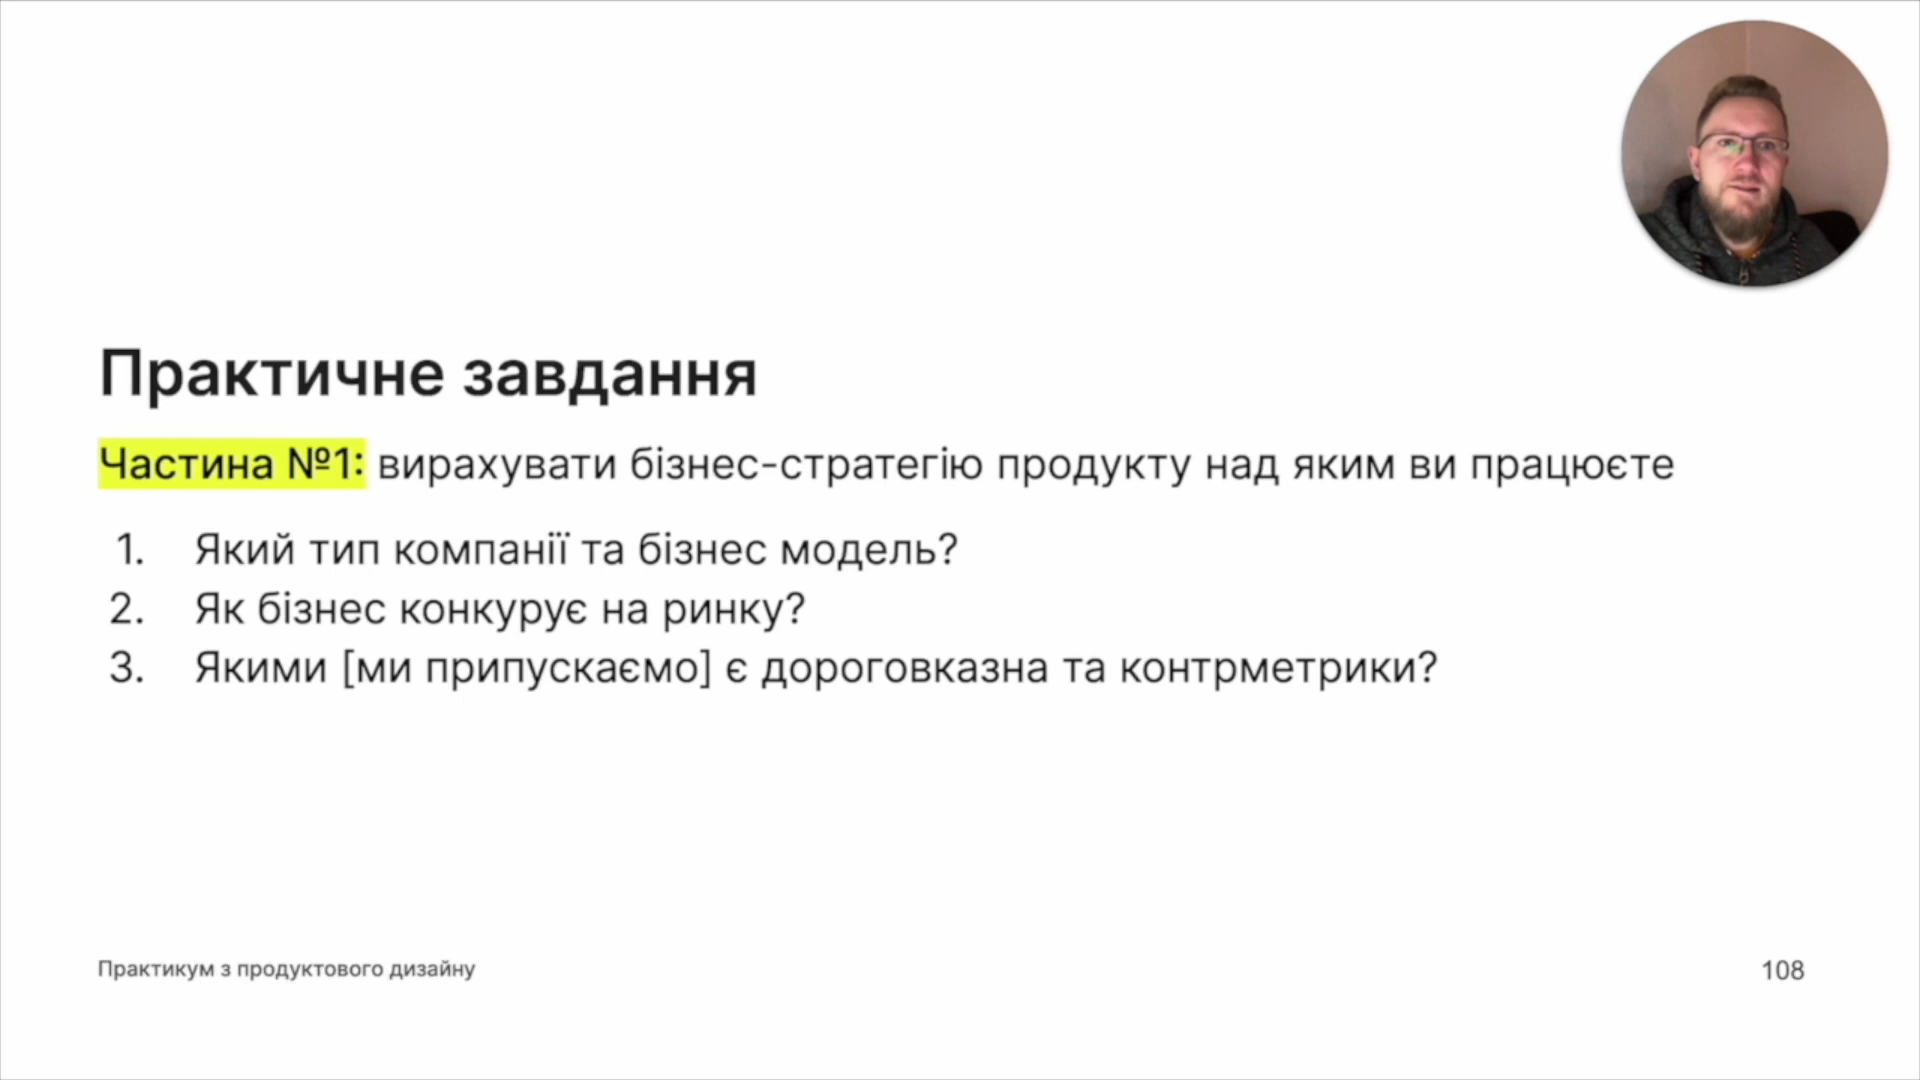 Практичне завдання
Частина №1: вирахувати бізнес-стратегію продукту над яким ви працюєте
1. Який тип компанії та бізнес модель?
2. Як бізнес конкурує на ринку?
3. Якими [ми припускаємо] є дороговказна та контрметрики?
Практикум з продуктового дизайну
108